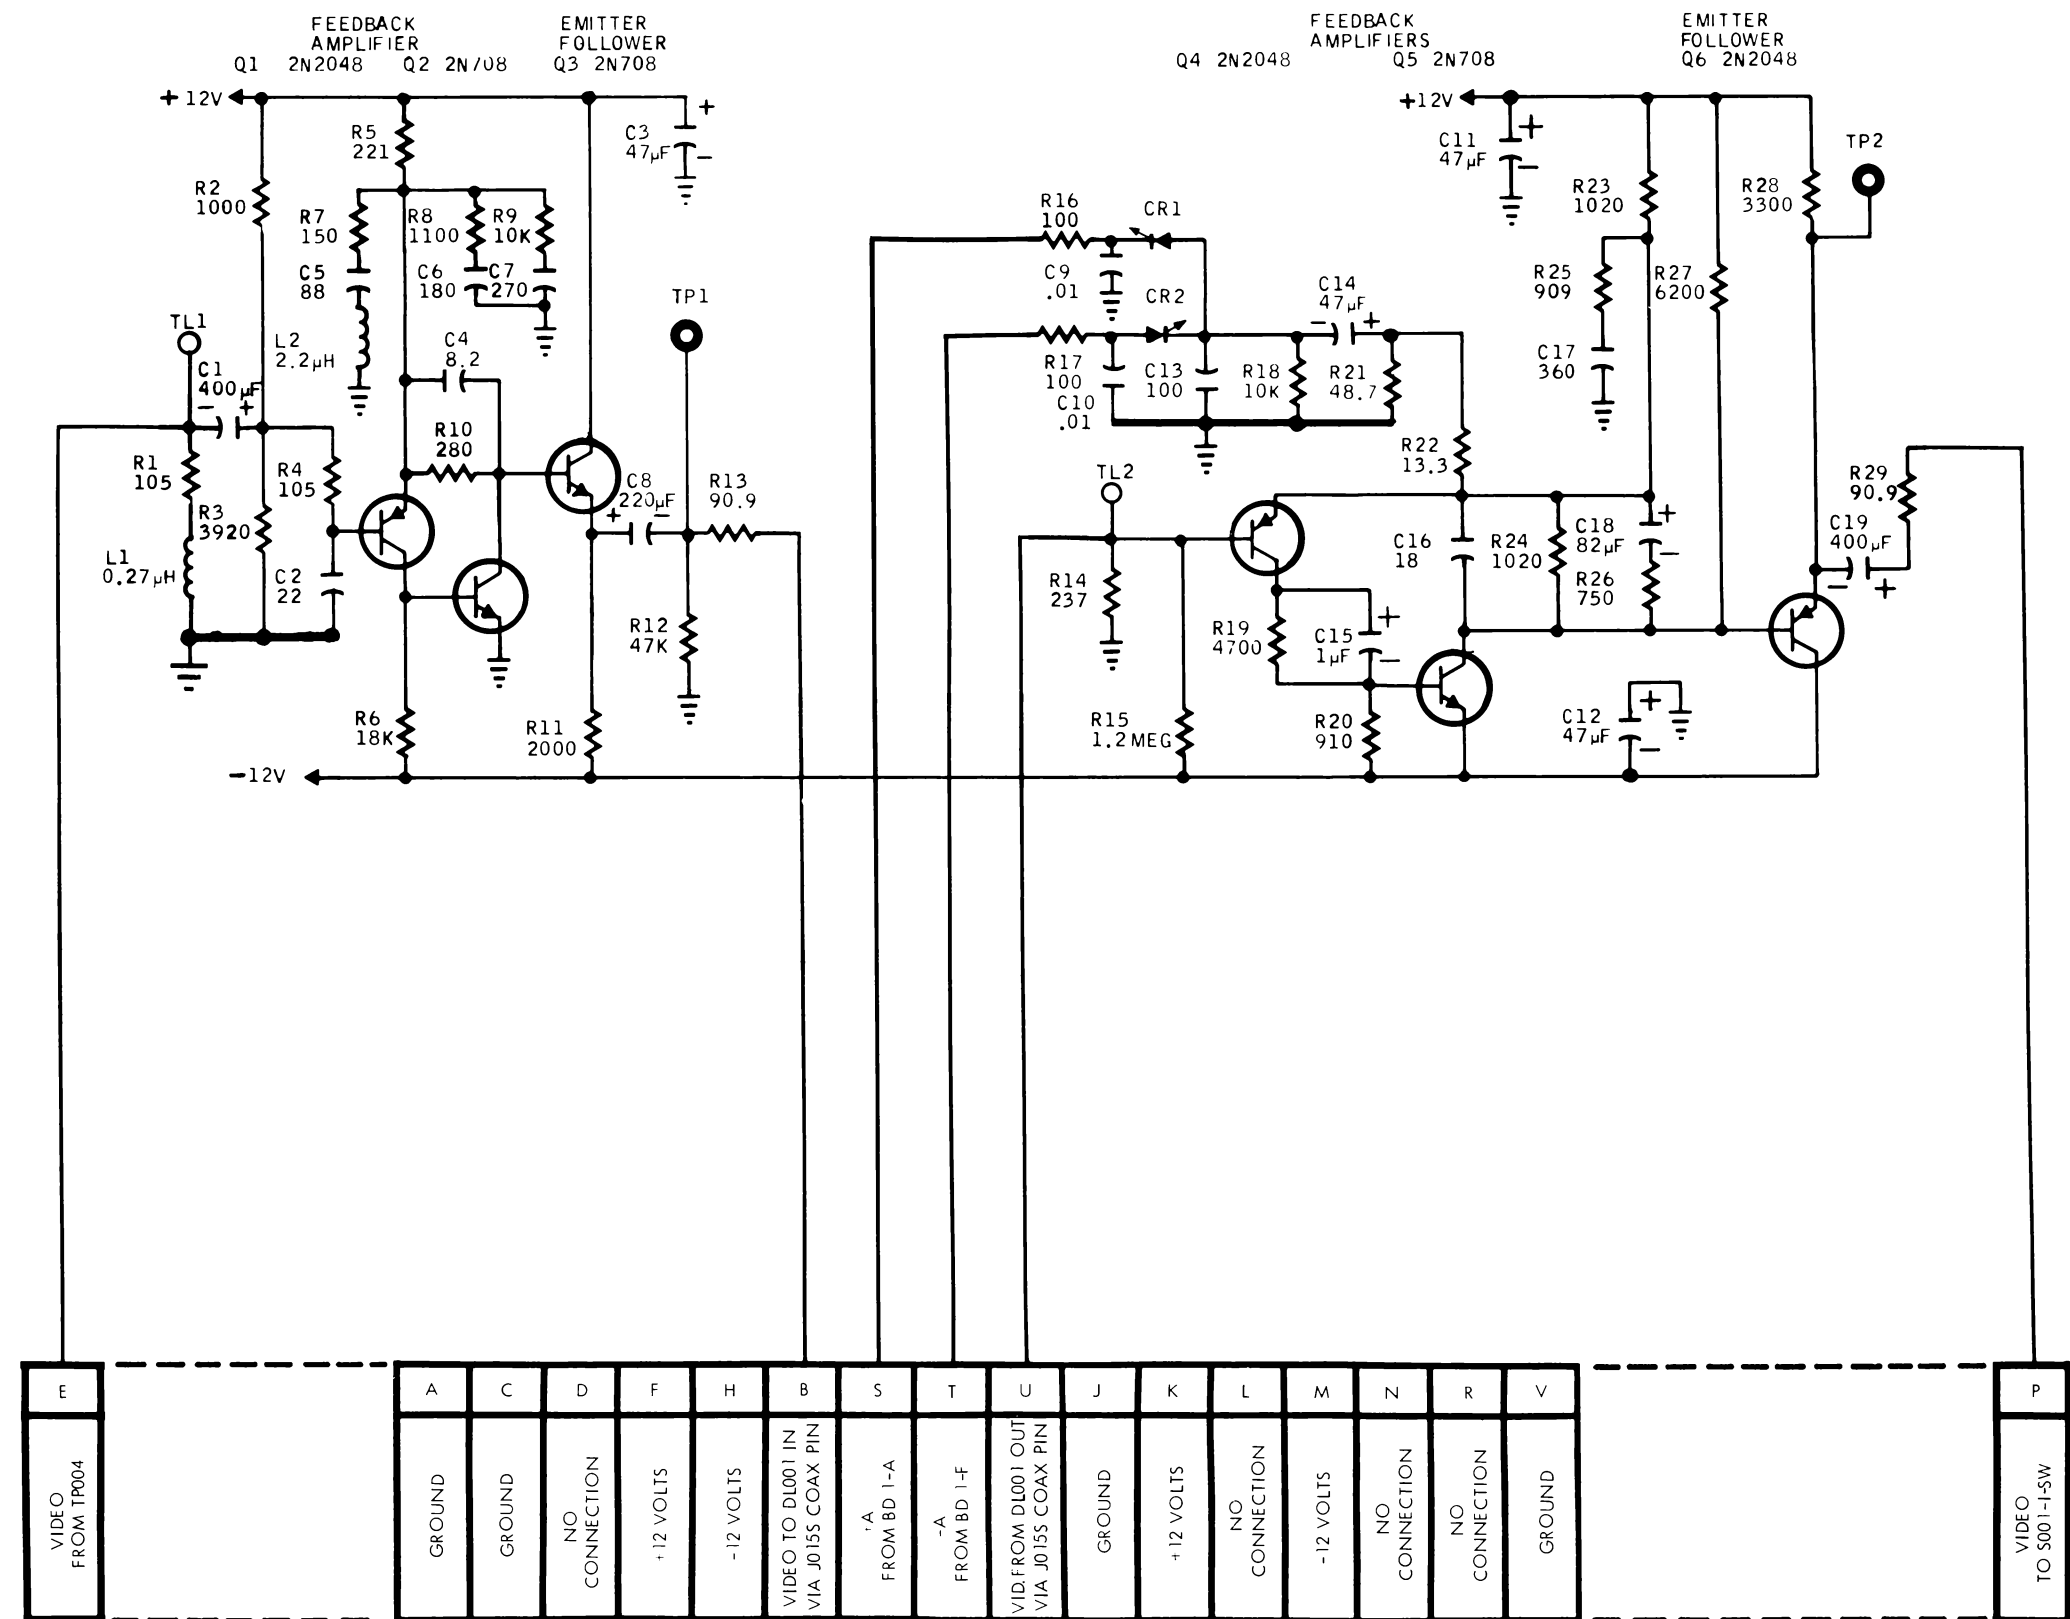 FEEDBACK
AMPLIFIER
Q1 2N2048 Q2 2N708
EMITTER
FOLLOWER
Q3 2N708
FEEDBACK
AMPLIFIERS
Q4 2N2048 Q5 2N708
EMITTER
FOLLOWER
Q6 2N2048
+12V
R5
221
C3
47µF
+
−
R2
1000
R7
150
R8
1100
R9
10K
C5
88
C6
180
C7
270
TP1
TL1
L2
2.2µH
C4
8.2
C1
400µF
− +
R10
280
R1
105
R4
105
R3
3920
C8
220µF
+ −
R13
90.9
L1
0.27µH
C2
22
R12
47K
R6
18K
R11
2000
−12V
+12V
C11
47µF
+
−
TP2
R16
100
CR1
R23
1020
R28
3300
C9
.01
CR2
C14
47µF
− +
R25
909
R27
6200
R17
100
C10
.01
C13
100
R18
10K
R21
48.7
C17
360
R22
13.3
TL2
R29
90.9
C16
18
R24
1020
C18
82µF
+
−
C19
400µF
− +
R14
237
R26
750
R19
4700
C15
1µF
+
−
R15
1.2MEG
R20
910
C12
47µF
+
−
E
VIDEO
FROM TP004
A
GROUND
C
GROUND
D
NO
CONNECTION
F
+12 VOLTS
H
-12 VOLTS
B
VIDEO TO DL001 IN
VIA J015S COAX PIN
S
A
FROM BD 1-A
T
-A
FROM BD 1-F
U
VID.FROM DL001 OUT
VIA J015S COAX PIN
J
GROUND
K
+12 VOLTS
L
NO
CONNECTION
M
-12 VOLTS
N
NO
CONNECTION
R
NO
CONNECTION
V
GROUND
P
VIDEO
TO S001-1-SW